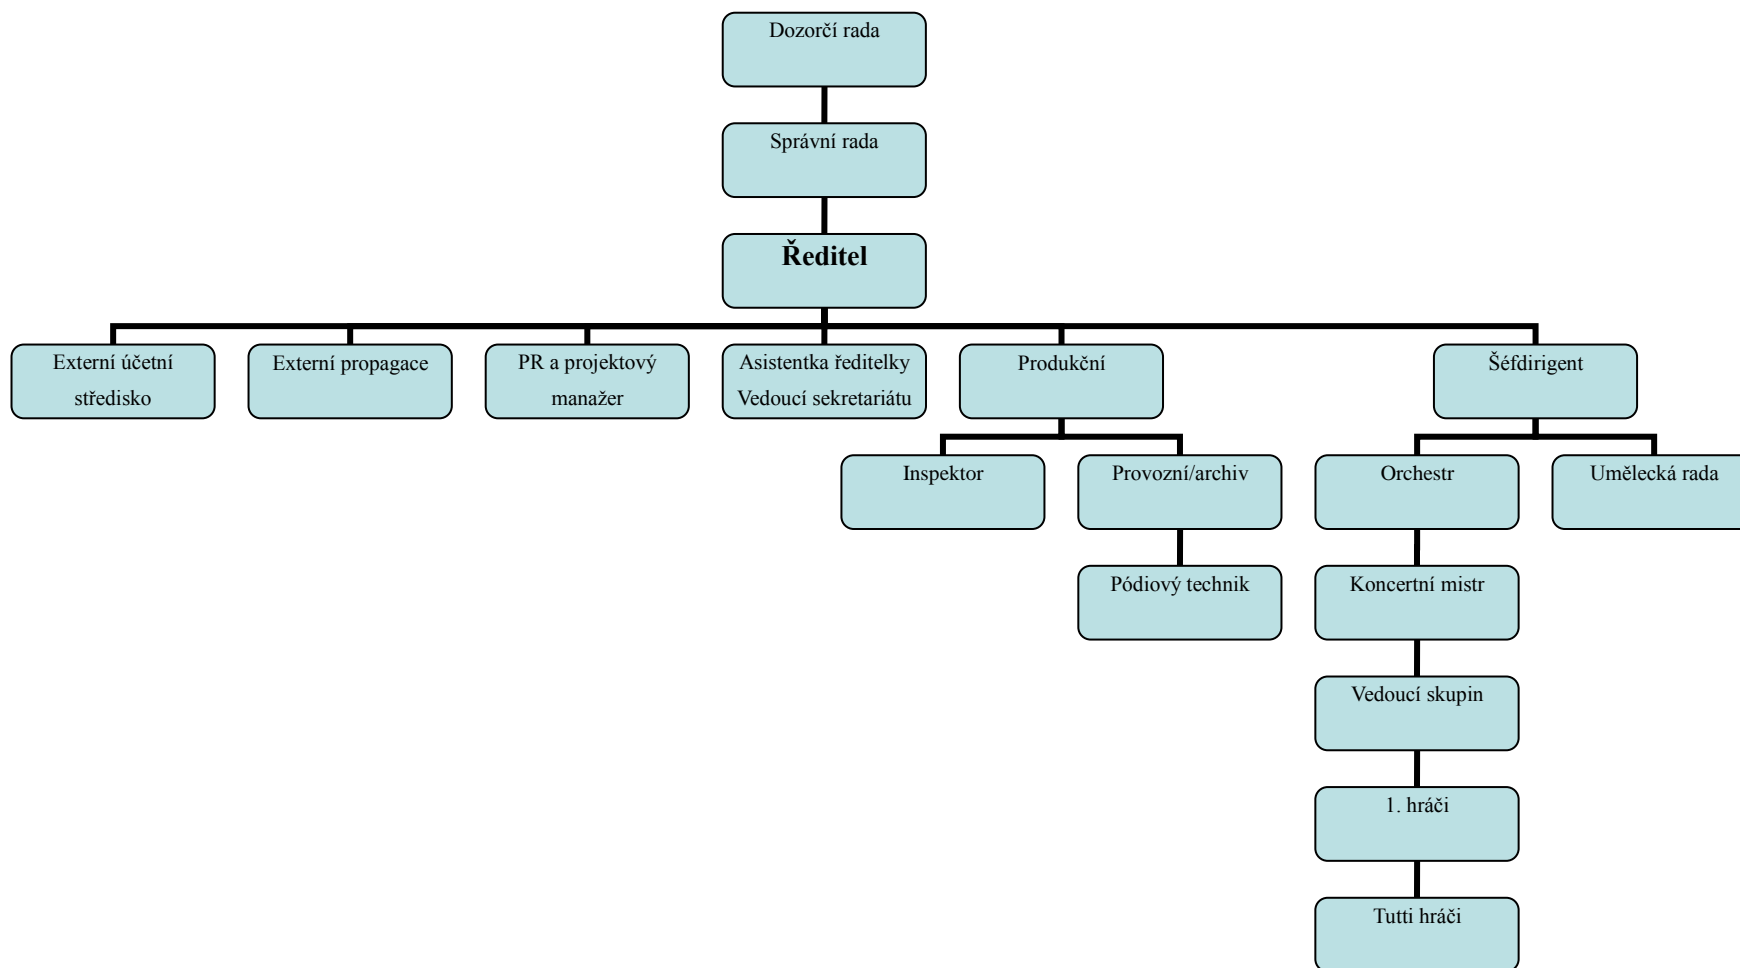 Dozorčí rada
Správní rada
Ředitel
Externí účetní
středisko
Externí propagace
PR a projektový
manažer
Asistentka ředitelky
Vedoucí sekretariátu
Produkční
Šéfdirigent
Inspektor
Provozní/archiv
Orchestr
Umělecká rada
Pódiový technik
Koncertní mistr
Vedoucí skupin
1. hráči
Tutti hráči